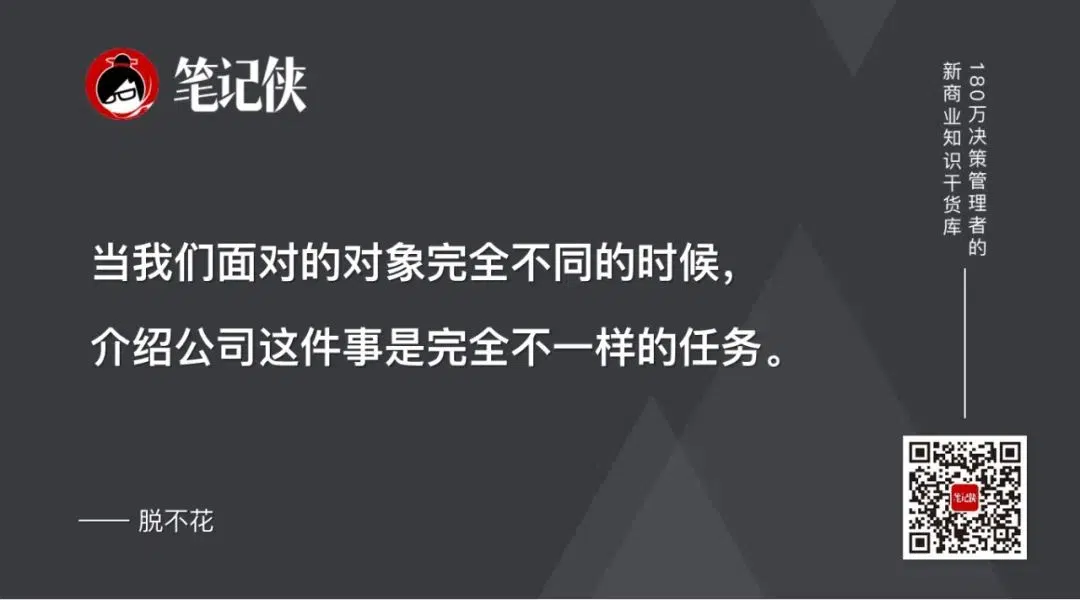 笔记侠
180万决策管理者的
新商业知识干货库
当我们面对的对象完全不同的时候，
介绍公司这件事是完全不一样的任务。
—— 脱不花
笔记侠